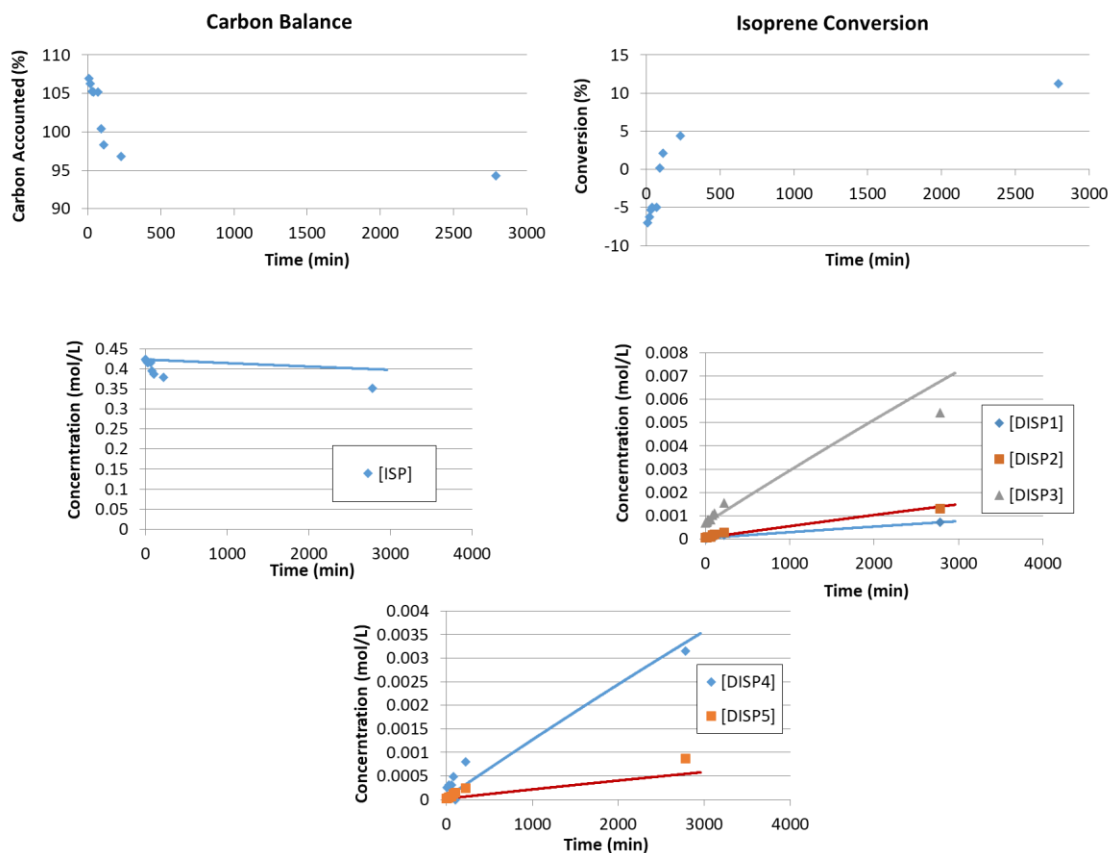 Carbon Balance
Carbon Accounted (%)
110
105
100
95
90
0 500 1000 1500 2000 2500 3000
Time (min)
Isoprene Conversion
Conversion (%)
15
10
5
0
-5
-10
0 500 1000 1500 2000 2500 3000
Time (min)
Concerntration (mol/L)
0.45
0.4
0.35
0.3
0.25
0.2
0.15
0.1
0.05
0
[ISP]
0 1000 2000 3000 4000
Time (min)
Concerntration (mol/L)
0.008
0.007
0.006
0.005
0.004
0.003
0.002
0.001
0
[DISP1]
[DISP2]
[DISP3]
0 1000 2000 3000 4000
Time (min)
Concerntration (mol/L)
0.004
0.0035
0.003
0.0025
0.002
0.0015
0.001
0.0005
0
[DISP4]
[DISP5]
0 1000 2000 3000 4000
Time (min)